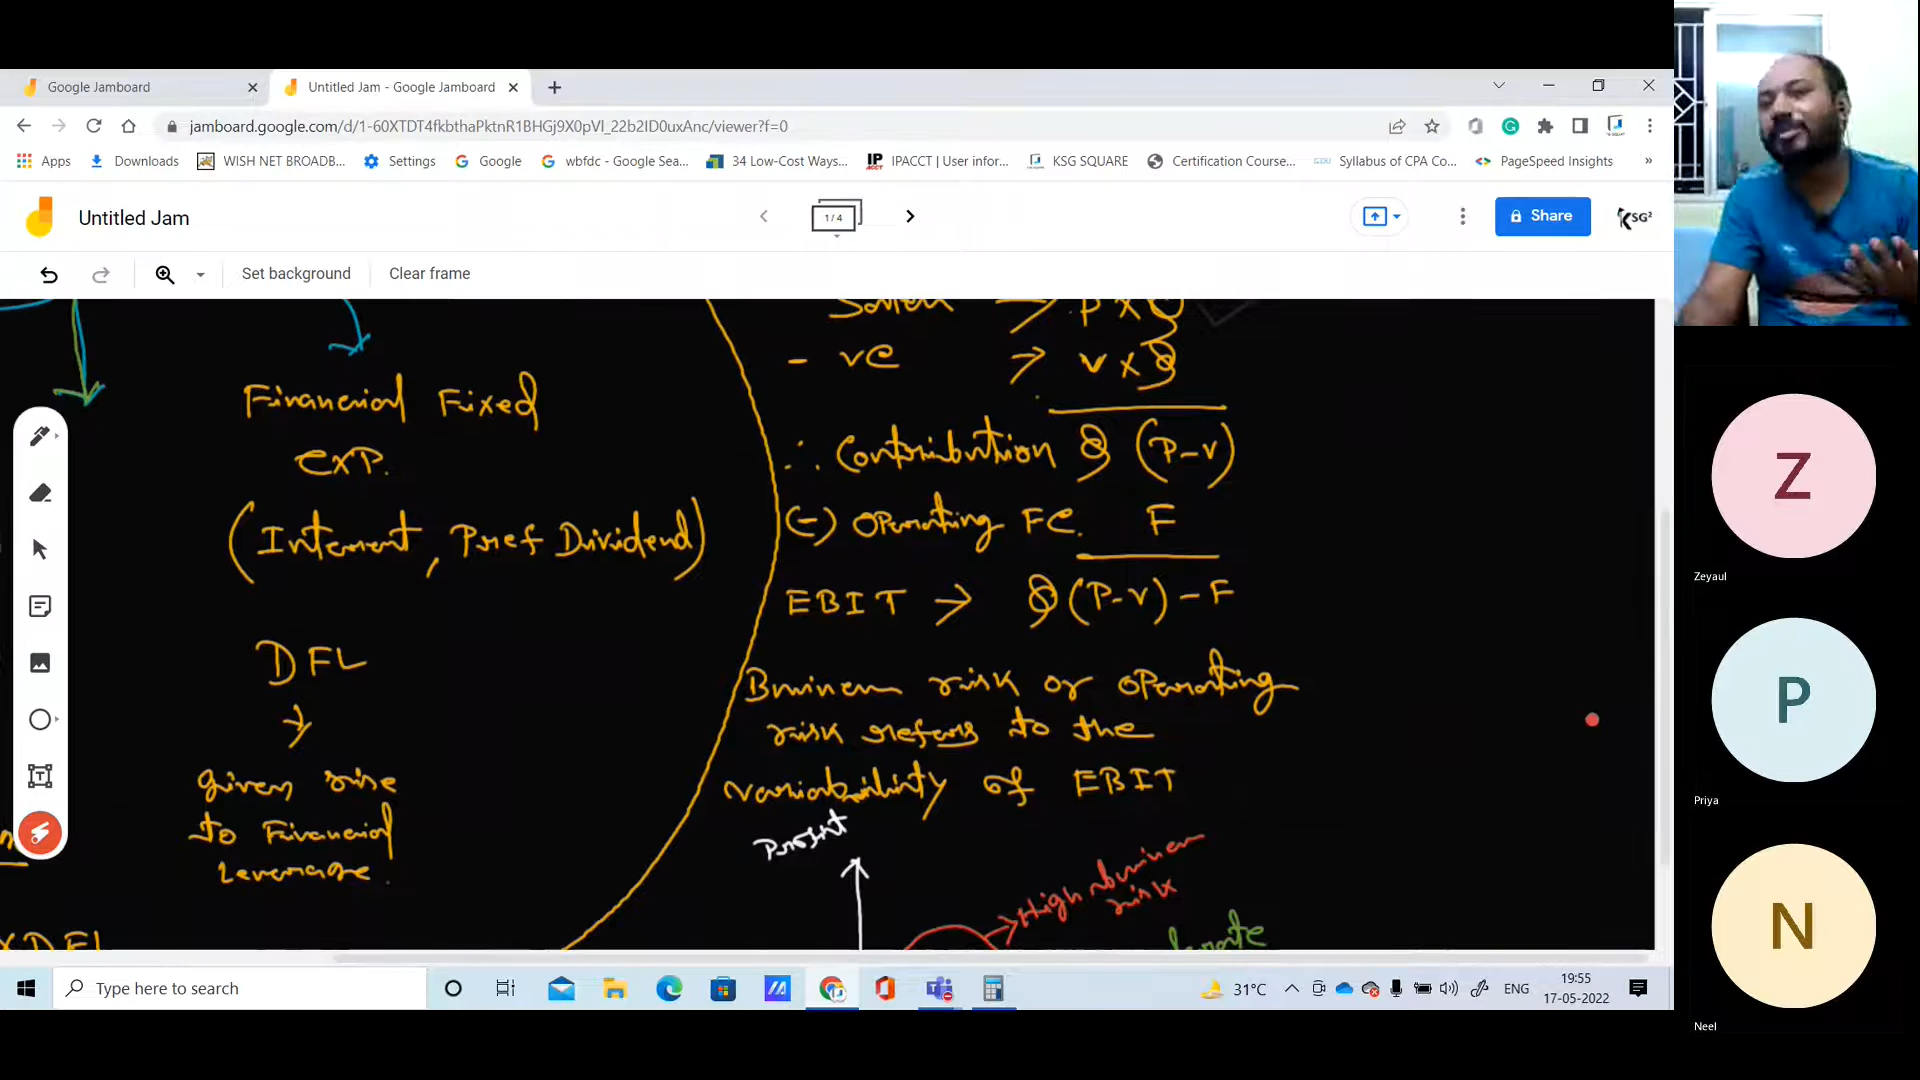 Google Jamboard
Untitled Jam - Google Jamboard
jamboard.google.com/d/1-60XTDT4fkbthaPktnR1BHGj9X0pVl_22b2ID0uxAnc/viewer?f=0
Apps Downloads WISH NET BROADB... Settings Google wbfdc - Google Sea... 34 Low-Cost Ways... IPACCT | User infor... KSG SQUARE Certification Course... Syllabus of CPA Co... PageSpeed Insights »
Untitled Jam
1 / 4
Share
KSG²
Set background Clear frame
Financial Fixed
exp.
(Interest, Pref Dividend)
DFL
given rise
to Financial
leverage.
XDFL
P x Q
- VC → V x Q
∴ Contribution Q (P-V)
(-) Operating FC. F
EBIT → Q (P-V) - F
Business risk or operating
risk refers to the
variability of EBIT
Profit
High business
risk
Type here to search
31°C
ENG
19:55
17-05-2022
Z
Zeyaul
P
Priya
N
Neel